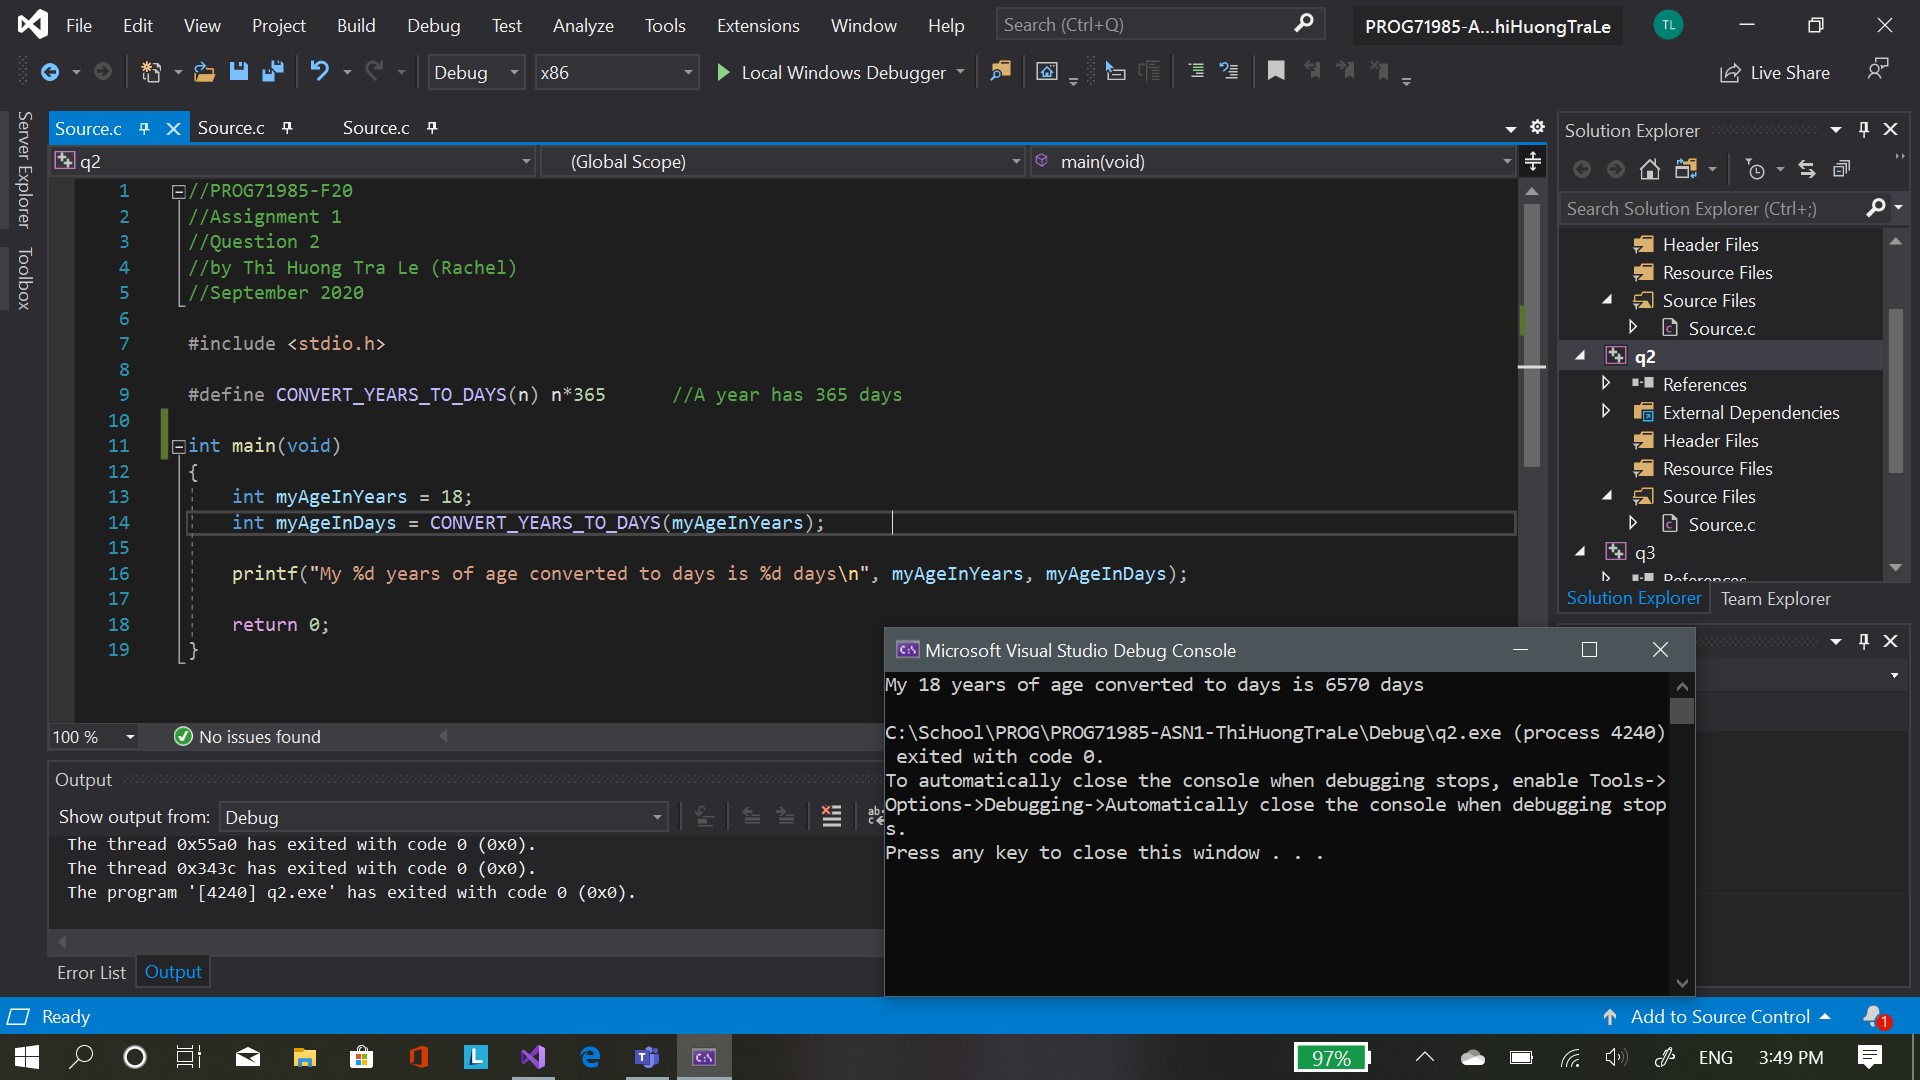 File Edit View Project Build Debug Test Analyze Tools Extensions Window Help Search (Ctrl+Q) PROG71985-A...hiHuongTraLe TL
Debug x86 Local Windows Debugger Live Share
Server Explorer
Toolbox
Source.c Source.c Source.c
q2 (Global Scope) main(void)
1 //PROG71985-F20
2 //Assignment 1
3 //Question 2
4 //by Thi Huong Tra Le (Rachel)
5 //September 2020
6
7 #include <stdio.h>
8
9 #define CONVERT_YEARS_TO_DAYS(n) n*365 //A year has 365 days
10
11 int main(void)
12 {
13 int myAgeInYears = 18;
14 int myAgeInDays = CONVERT_YEARS_TO_DAYS(myAgeInYears);
15
16 printf("My %d years of age converted to days is %d days\n", myAgeInYears, myAgeInDays);
17
18 return 0;
19 }
100 % No issues found
Output
Show output from: Debug
The thread 0x55a0 has exited with code 0 (0x0).
The thread 0x343c has exited with code 0 (0x0).
The program '[4240] q2.exe' has exited with code 0 (0x0).
Error List Output
Solution Explorer
Search Solution Explorer (Ctrl+;)
Header Files
Resource Files
Source Files
Source.c
q2
References
External Dependencies
Header Files
Resource Files
Source Files
Source.c
q3
References
Solution Explorer Team Explorer
Microsoft Visual Studio Debug Console
My 18 years of age converted to days is 6570 days
C:\School\PROG\PROG71985-ASN1-ThiHuongTraLe\Debug\q2.exe (process 4240)
exited with code 0.
To automatically close the console when debugging stops, enable Tools->
Options->Debugging->Automatically close the console when debugging stop
s.
Press any key to close this window . . .
Ready Add to Source Control 1
97% ENG 3:49 PM